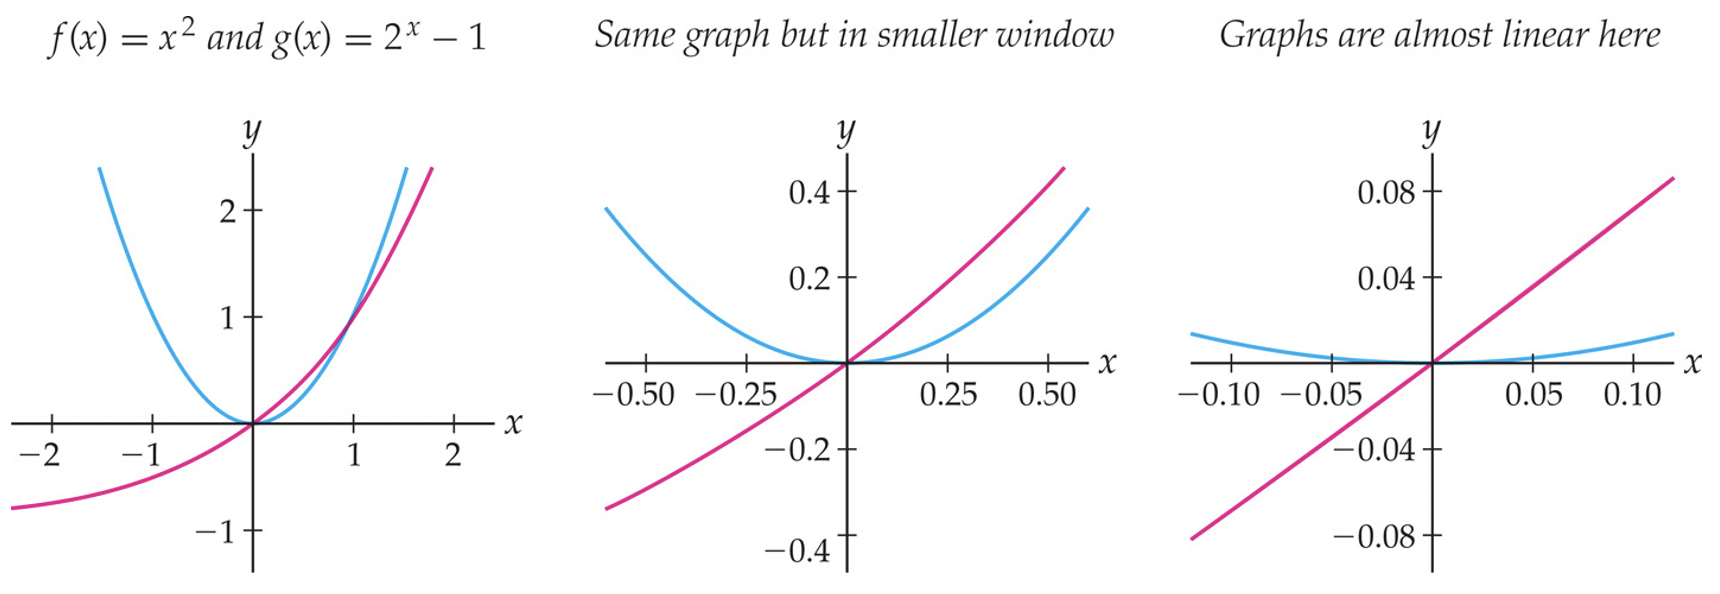 f(x) = x² and g(x) = 2ˣ − 1
y
2
1
−2 −1 1 2 x
−1
Same graph but in smaller window
y
0.4
0.2
x
−0.50 −0.25 0.25 0.50
−0.2
−0.4
Graphs are almost linear here
y
0.08
0.04
x
−0.10 −0.05 0.05 0.10
−0.04
−0.08